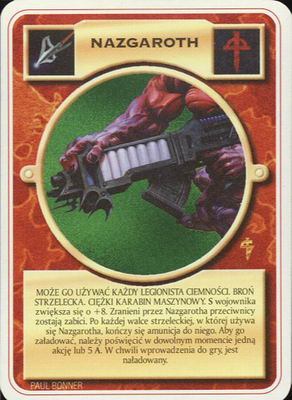 NAZGAROTH
MOŻE GO UŻYWAĆ KAŻDY LEGIONISTA CIEMNOŚCI. BROŃ
STRZELECKA. CIĘŻKI KARABIN MASZYNOWY. S wojownika
zwiększa się o +8. Zranieni przez Nazgarotha przeciwnicy
zostają zabici. Po każdej walce strzeleckiej, w której używa
się Nazgarotha, kończy się amunicja do niego. Aby go
załadować, należy poświęcić w dowolnym momencie jedną
akcję lub 5 A. W chwili wprowadzenia do gry, jest
naładowany.
PAUL BONNER